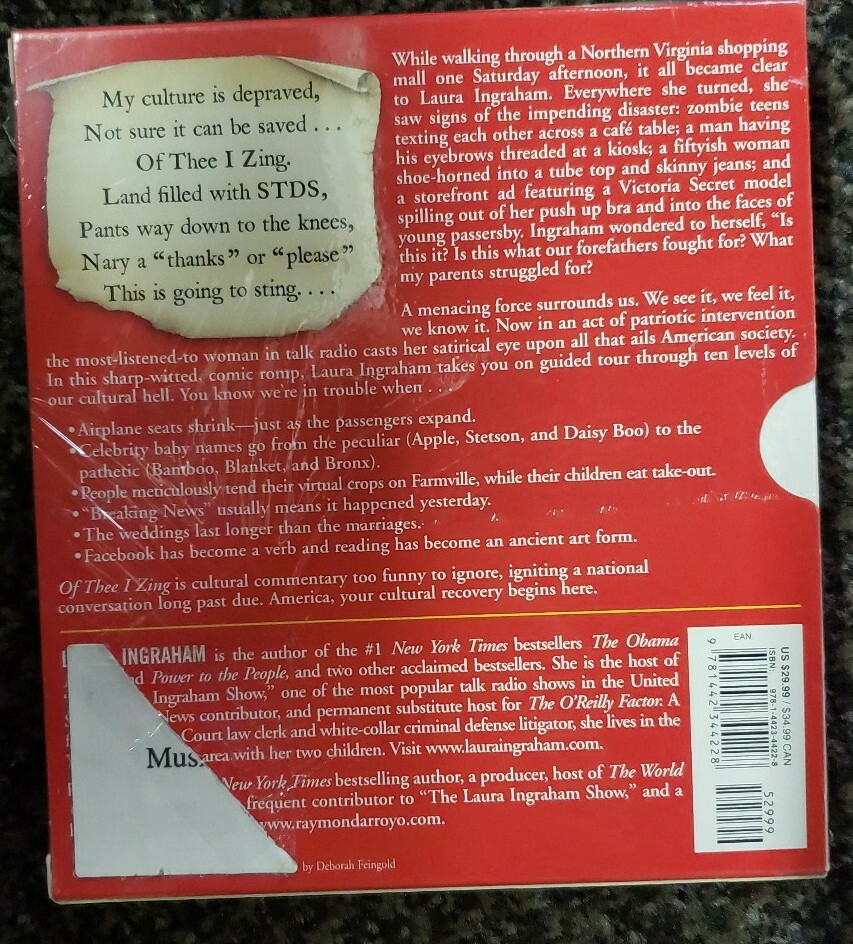 My culture is depraved,
Not sure it can be saved . . .
Of Thee I Zing.
Land filled with STDS,
Pants way down to the knees,
Nary a “thanks” or “please”
This is going to sting. . . .
While walking through a Northern Virginia shopping
mall one Saturday afternoon, it all became clear
to Laura Ingraham. Everywhere she turned, she
saw signs of the impending disaster: zombie teens
texting each other across a café table; a man having
his eyebrows threaded at a kiosk; a fiftyish woman
shoe-horned into a tube top and skinny jeans; and
a storefront ad featuring a Victoria Secret model
spilling out of her push up bra and into the faces of
young passersby. Ingraham wondered to herself, “Is
this it? Is this what our forefathers fought for? What
my parents struggled for?
A menacing force surrounds us. We see it, we feel it,
we know it. Now in an act of patriotic intervention
the most-listened-to woman in talk radio casts her satirical eye upon all that ails American society.
In this sharp-witted, comic romp, Laura Ingraham takes you on guided tour through ten levels of
our cultural hell. You know we're in trouble when . . .
•Airplane seats shrink—just as the passengers expand.
•Celebrity baby names go from the peculiar (Apple, Stetson, and Daisy Boo) to the
pathetic (Bamboo, Blanket, and Bronx).
•People meticulously tend their virtual crops on Farmville, while their children eat take-out.
•“Breaking News” usually means it happened yesterday.
•The weddings last longer than the marriages.
•Facebook has become a verb and reading has become an ancient art form.
Of Thee I Zing is cultural commentary too funny to ignore, igniting a national
conversation long past due. America, your cultural recovery begins here.
INGRAHAM is the author of the #1 New York Times bestsellers The Obama
Power to the People, and two other acclaimed bestsellers. She is the host of
Ingraham Show,” one of the most popular talk radio shows in the United
News contributor, and permanent substitute host for The O'Reilly Factor. A
Court law clerk and white-collar criminal defense litigator, she lives in the
area with her two children. Visit www.lauraingraham.com.
Mus
New York Times bestselling author, a producer, host of The World
frequent contributor to “The Laura Ingraham Show,” and a
www.raymondarroyo.com.
by Deborah Feingold
EAN
US $29.99 / $34.99 CAN
ISBN: 978-1-4423-4422-8
9 781442 344228
52999